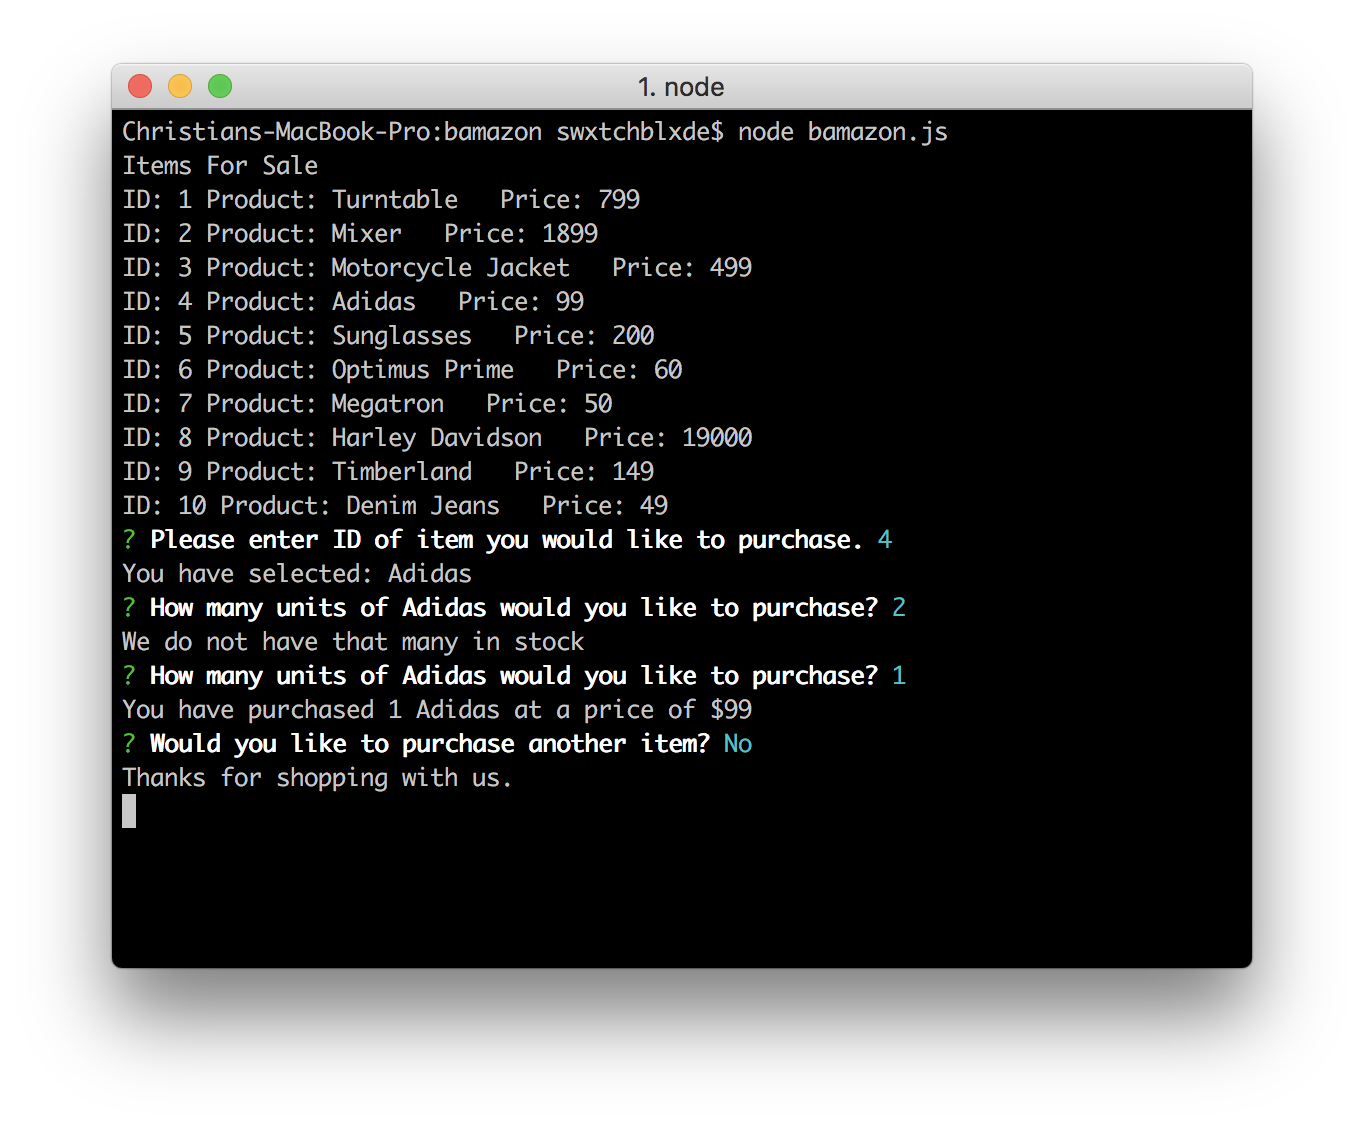 1. node
Christians-MacBook-Pro:bamazon swxtchblxde$ node bamazon.js
Items For Sale
ID: 1 Product: Turntable   Price: 799
ID: 2 Product: Mixer   Price: 1899
ID: 3 Product: Motorcycle Jacket   Price: 499
ID: 4 Product: Adidas   Price: 99
ID: 5 Product: Sunglasses   Price: 200
ID: 6 Product: Optimus Prime   Price: 60
ID: 7 Product: Megatron   Price: 50
ID: 8 Product: Harley Davidson   Price: 19000
ID: 9 Product: Timberland   Price: 149
ID: 10 Product: Denim Jeans   Price: 49
? Please enter ID of item you would like to purchase. 4
You have selected: Adidas
? How many units of Adidas would you like to purchase? 2
We do not have that many in stock
? How many units of Adidas would you like to purchase? 1
You have purchased 1 Adidas at a price of $99
? Would you like to purchase another item? No
Thanks for shopping with us.